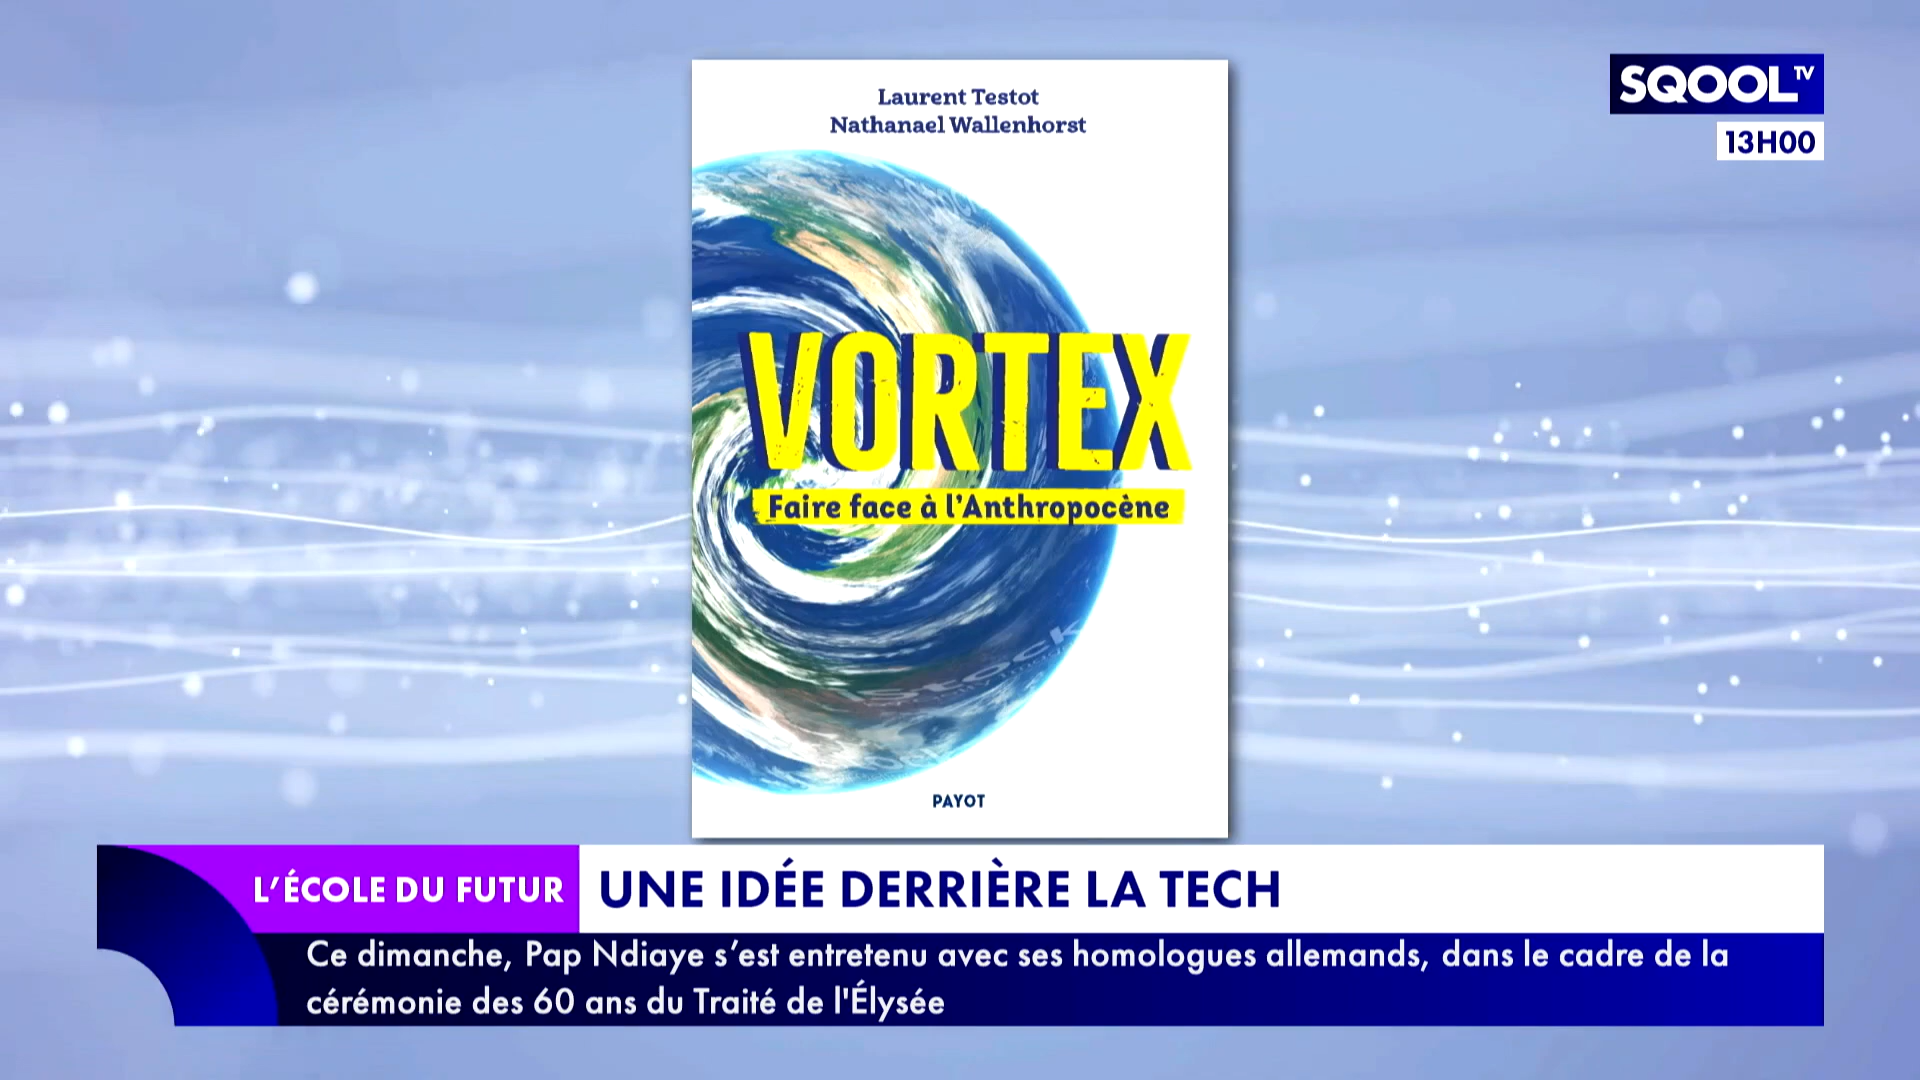 SQOOL TV
13H00
Laurent Testot
Nathanael Wallenhorst
VORTEX
Faire face à l'Anthropocène
stock
PAYOT
L'ÉCOLE DU FUTUR
UNE IDÉE DERRIÈRE LA TECH
Ce dimanche, Pap Ndiaye s'est entretenu avec ses homologues allemands, dans le cadre de la
cérémonie des 60 ans du Traité de l'Élysée